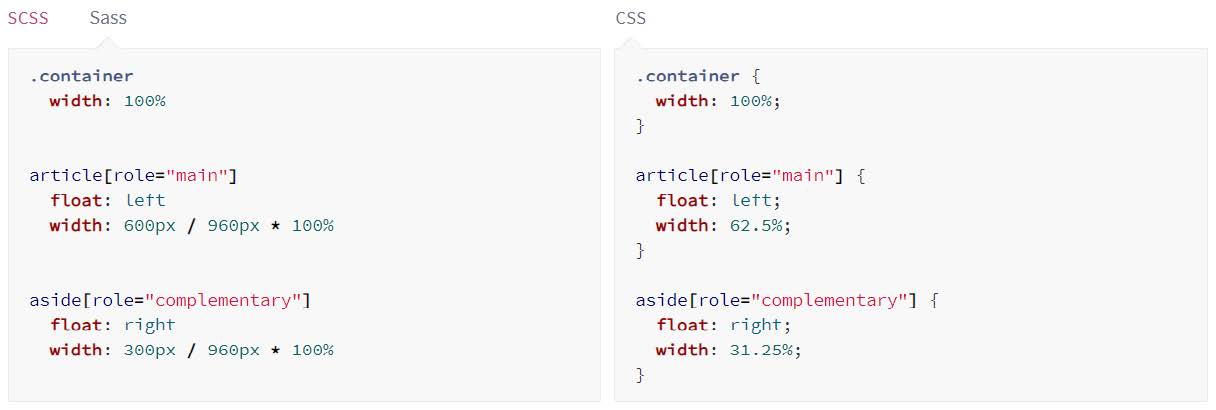 SCSS Sass
.container
width: 100%
article[role="main"]
float: left
width: 600px / 960px * 100%
aside[role="complementary"]
float: right
width: 300px / 960px * 100%
CSS
.container {
width: 100%;
}
article[role="main"] {
float: left;
width: 62.5%;
}
aside[role="complementary"] {
float: right;
width: 31.25%;
}